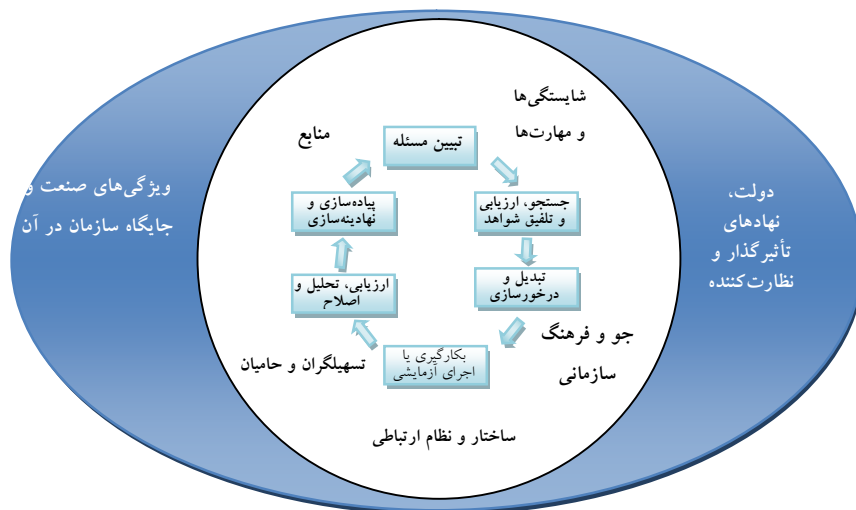 شایستگی‌ها
و مهارت‌ها
منابع
تبیین مسئله
جستجو، ارزیابی
و تلفیق شواهد
تبدیل و
درخورسازی
بکارگیری یا
اجرای آزمایشی
ارزیابی، تحلیل و
اصلاح
پیاده‌سازی و
نهادینه‌سازی
جو و فرهنگ
سازمانی
تسهیلگران و حامیان
ساختار و نظام ارتباطی
دولت،
نهادهای
تأثیرگذار و
نظارت‌کننده
ویژگی‌های صنعت و
جایگاه سازمان در آن